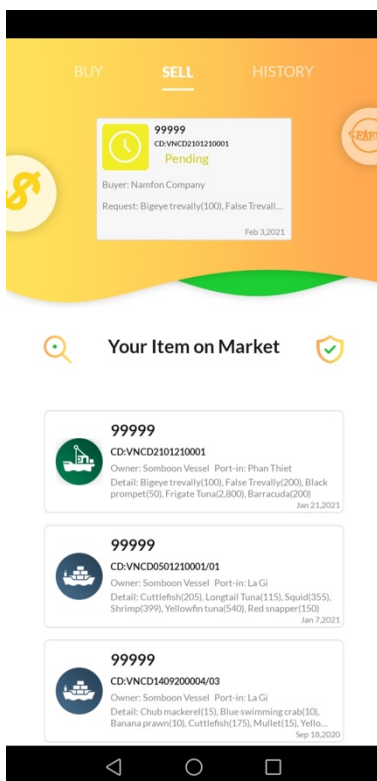 BUY SELL HISTORY
99999
CD:VNCD2101210001
Pending
Buyer: Namfon Company
Request: Bigeye trevally(100), False Trevall...
Feb 3,2021
Your Item on Market
99999
CD:VNCD2101210001
Owner: Somboon Vessel Port-in: Phan Thiet
Detail: Bigeye trevally(100), False Trevally(200), Black
prompet(50), Frigate Tuna(2,800), Barracuda(200)
Jan 21,2021
99999
CD:VNCD0501210001/01
Owner: Somboon Vessel Port-in: La Gi
Detail: Cuttlefish(205), Longtail Tuna(115), Squid(355),
Shrimp(399), Yellowfin tuna(540), Red snapper(150)
Jan 7,2021
99999
CD:VNCD1409200004/03
Owner: Somboon Vessel Port-in: La Gi
Detail: Chub mackerel(15), Blue swimming crab(10),
Banana prawn(10), Cuttlefish(175), Mullet(15), Yello...
Sep 18,2020